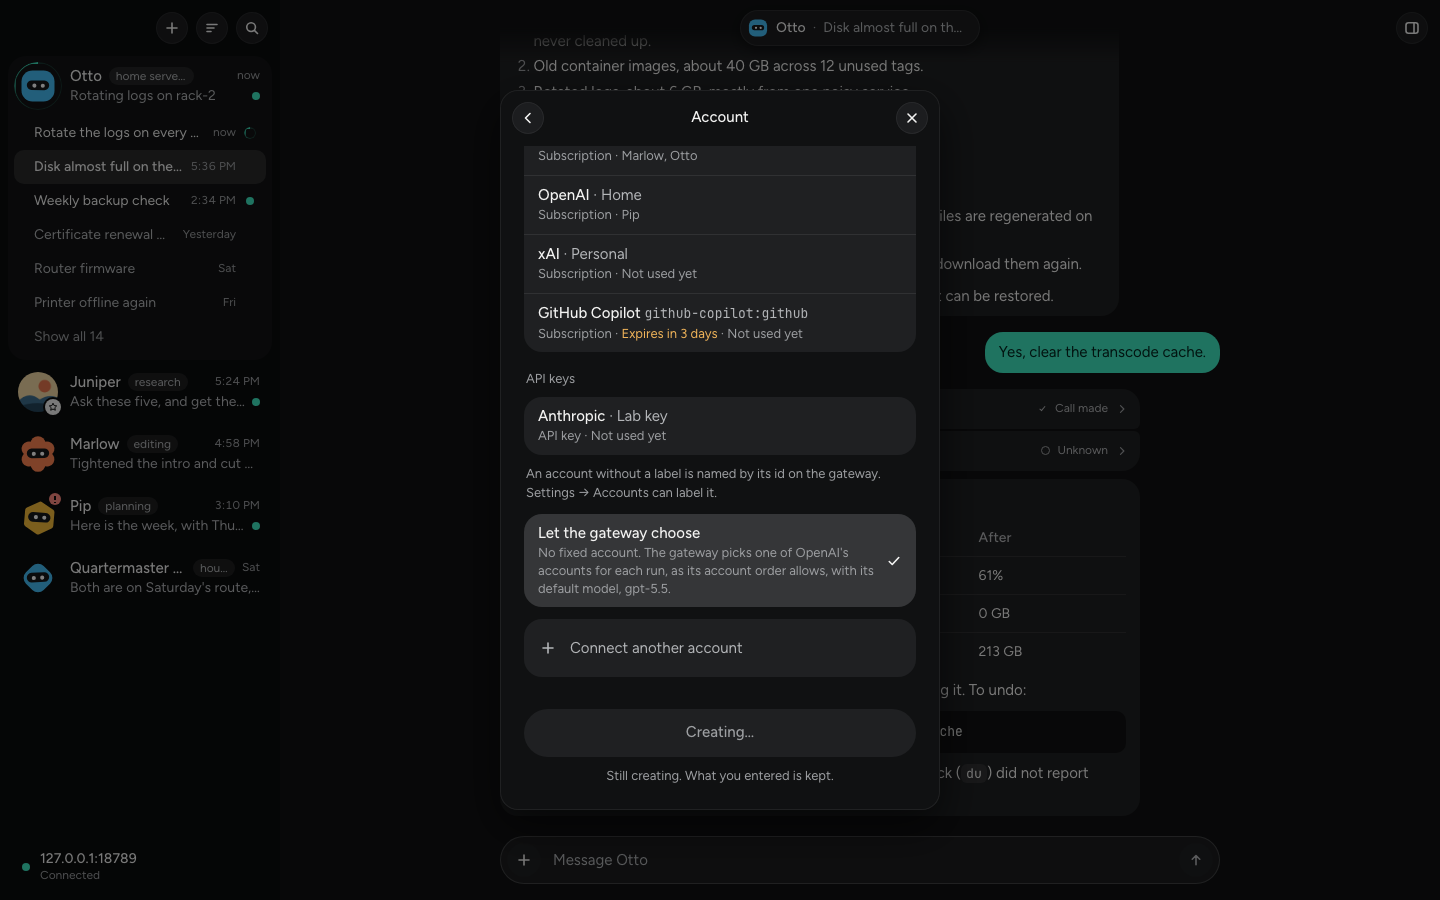 Otto home serve... now
Rotating logs on rack-2
Rotate the logs on every ... now
Disk almost full on the... 5:36 PM
Weekly backup check 2:34 PM
Certificate renewal ... Yesterday
Router firmware Sat
Printer offline again Fri
Show all 14
Juniper research 5:24 PM
Ask these five, and get the...
Marlow editing 4:58 PM
Tightened the intro and cut ...
Pip planning 3:10 PM
Here is the week, with Thu...
Quartermaster ... hou... Sat
Both are on Saturday's route,...
127.0.0.1:18789
Connected
Otto · Disk almost full on th...
never cleaned up.
2. Old container images, about 40 GB across 12 unused tags.
3. Rotated logs, about 6 GB, mostly from one noisy service.
Account
Subscription · Marlow, Otto
OpenAI · Home
Subscription · Pip
xAI · Personal
Subscription · Not used yet
GitHub Copilot github-copilot:github
Subscription · Expires in 3 days · Not used yet
API keys
Anthropic · Lab key
API key · Not used yet
An account without a label is named by its id on the gateway.
Settings → Accounts can label it.
Let the gateway choose
No fixed account. The gateway picks one of OpenAI's
accounts for each run, as its account order allows, with its
default model, gpt-5.5.
Connect another account
Creating...
Still creating. What you entered is kept.
iles are regenerated on
download them again.
can be restored.
Yes, clear the transcode cache.
Call made
Unknown
After
61%
0 GB
213 GB
g it. To undo:
che
ck ( du ) did not report
Message Otto